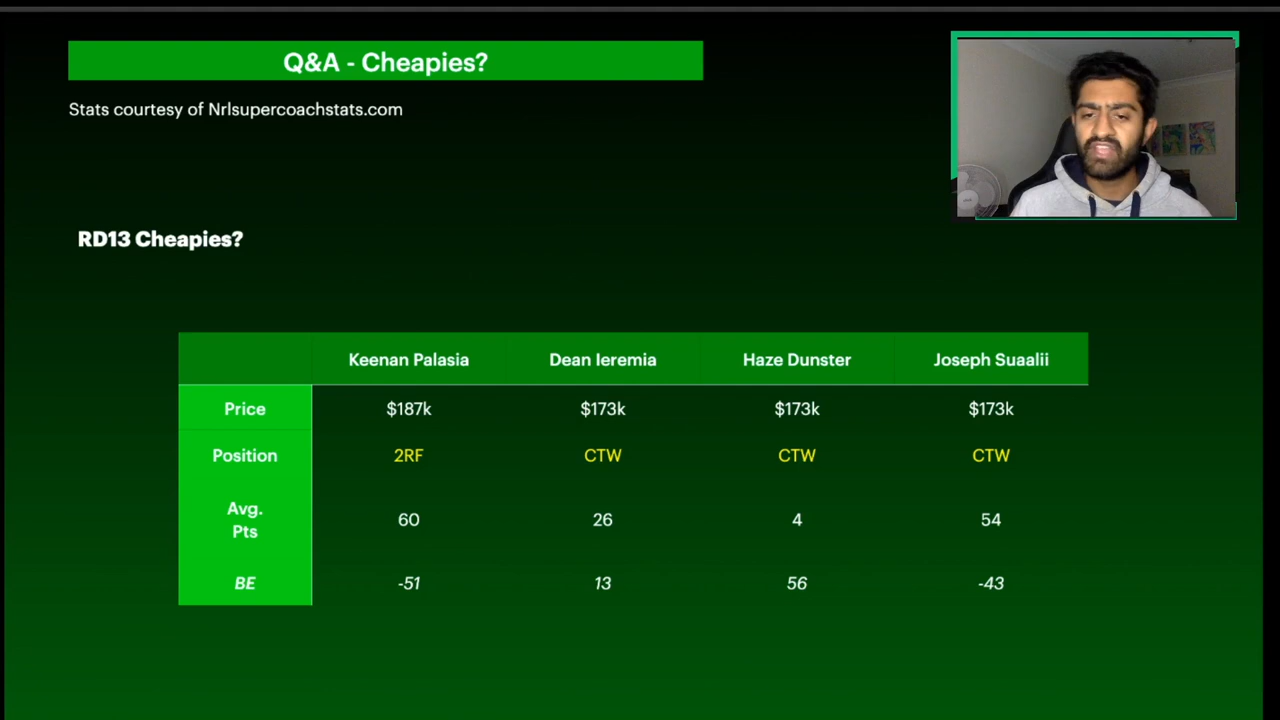 Q&A - Cheapies?
Stats courtesy of Nrlsupercoachstats.com
RD13 Cheapies?
Keenan Palasia Dean Ieremia Haze Dunster Joseph Suaalii
Price $187k $173k $173k $173k
Position 2RF CTW CTW CTW
Avg.
Pts 60 26 4 54
BE -51 13 56 -43